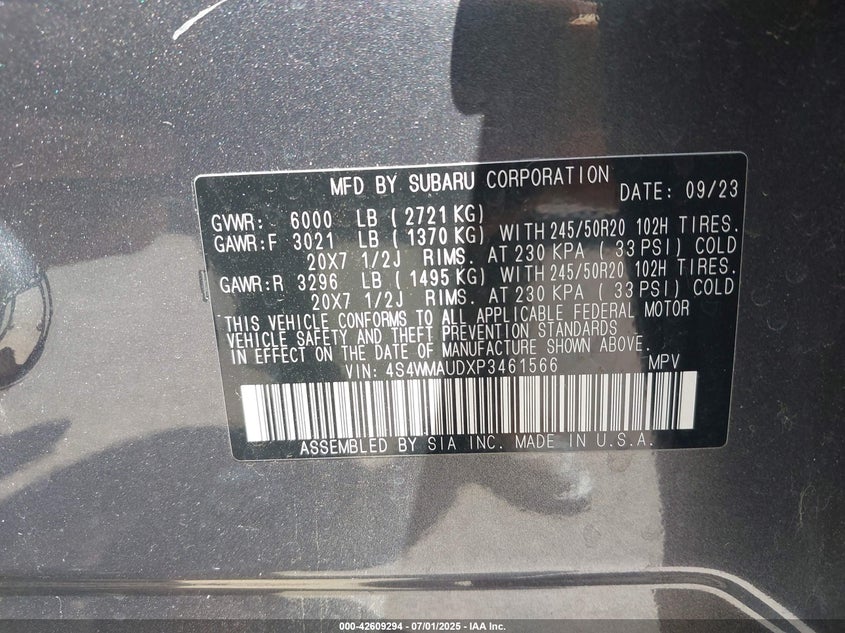 MFD BY SUBARU CORPORATION DATE: 09/23
GVWR: 6000 LB ( 2721 KG)
GAWR:F 3021 LB ( 1370 KG) WITH 245/50R20 102H TIRES.
20X7 1/2J RIMS. AT 230 KPA ( 33 PSI) COLD
GAWR:R 3296 LB ( 1495 KG) WITH 245/50R20 102H TIRES.
20X7 1/2J RIMS. AT 230 KPA ( 33 PSI) COLD
THIS VEHICLE CONFORMS TO ALL APPLICABLE FEDERAL MOTOR
VEHICLE SAFETY AND THEFT PREVENTION STANDARDS
IN EFFECT ON THE DATE OF MANUFACTURE SHOWN ABOVE.
VIN: 4S4WMAUDXP3461566 MPV
ASSEMBLED BY SIA INC. MADE IN U.S.A.
000-42609294 - 07/01/2025 - IAA Inc.